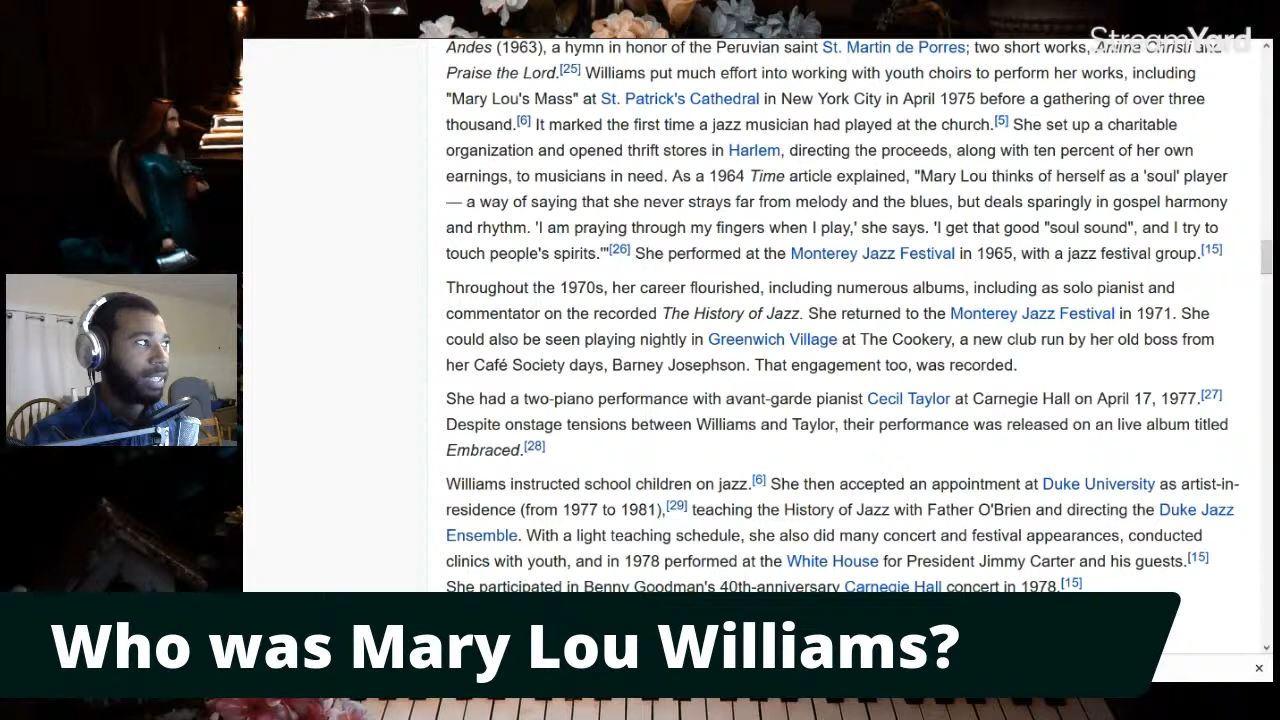 Andes (1963), a hymn in honor of the Peruvian saint St. Martin de Porres; two short works, Anima Christi and
StreamYard
Praise the Lord.[25] Williams put much effort into working with youth choirs to perform her works, including
"Mary Lou's Mass" at St. Patrick's Cathedral in New York City in April 1975 before a gathering of over three
thousand.[6] It marked the first time a jazz musician had played at the church.[5] She set up a charitable
organization and opened thrift stores in Harlem, directing the proceeds, along with ten percent of her own
earnings, to musicians in need. As a 1964 Time article explained, "Mary Lou thinks of herself as a 'soul' player
— a way of saying that she never strays far from melody and the blues, but deals sparingly in gospel harmony
and rhythm. 'I am praying through my fingers when I play,' she says. 'I get that good "soul sound", and I try to
touch people's spirits.'"[26] She performed at the Monterey Jazz Festival in 1965, with a jazz festival group.[15]
Throughout the 1970s, her career flourished, including numerous albums, including as solo pianist and
commentator on the recorded The History of Jazz. She returned to the Monterey Jazz Festival in 1971. She
could also be seen playing nightly in Greenwich Village at The Cookery, a new club run by her old boss from
her Café Society days, Barney Josephson. That engagement too, was recorded.
She had a two-piano performance with avant-garde pianist Cecil Taylor at Carnegie Hall on April 17, 1977.[27]
Despite onstage tensions between Williams and Taylor, their performance was released on an live album titled
Embraced.[28]
Williams instructed school children on jazz.[6] She then accepted an appointment at Duke University as artist-in-
residence (from 1977 to 1981),[29] teaching the History of Jazz with Father O'Brien and directing the Duke Jazz
Ensemble. With a light teaching schedule, she also did many concert and festival appearances, conducted
clinics with youth, and in 1978 performed at the White House for President Jimmy Carter and his guests.[15]
She participated in Benny Goodman's 40th-anniversary Carnegie Hall concert in 1978.[15]
Who was Mary Lou Williams?